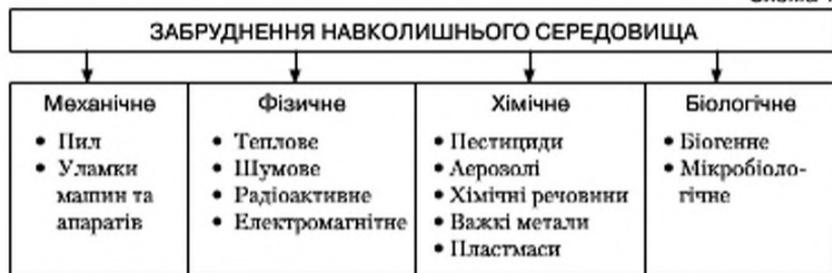 ЗАБРУДНЕННЯ НАВКОЛИШНЬОГО СЕРЕДОВИЩА
Механічне
• Пил
• Уламки
машин та
апаратів
Фізичне
• Теплове
• Шумове
• Радіоактивне
• Електромагнітне
Хімічне
• Пестициди
• Аерозолі
• Хімічні речовини
• Важкі метали
• Пластмаси
Біологічне
• Біогенне
• Мікробіоло-
гічне